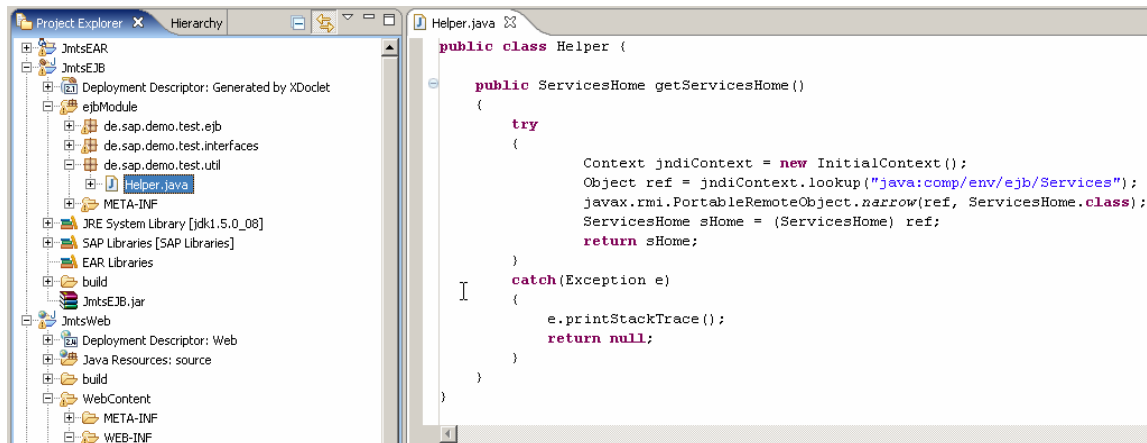 Project Explorer
Hierarchy
JmtsEAR
JmtsEJB
Deployment Descriptor: Generated by XDoclet
ejbModule
de.sap.demo.test.ejb
de.sap.demo.test.interfaces
de.sap.demo.test.util
Helper.java
META-INF
JRE System Library [jdk1.5.0_08]
SAP Libraries [SAP Libraries]
EAR Libraries
build
JmtsEJB.jar
JmtsWeb
Deployment Descriptor: Web
Java Resources: source
build
WebContent
META-INF
WEB-INF
Helper.java
public class Helper {
public ServicesHome getServicesHome()
{
try
{
Context jndiContext = new InitialContext();
Object ref = jndiContext.lookup("java:comp/env/ejb/Services");
javax.rmi.PortableRemoteObject.narrow(ref, ServicesHome.class);
ServicesHome sHome = (ServicesHome) ref;
return sHome;
}
catch(Exception e)
{
e.printStackTrace();
return null;
}
}
}